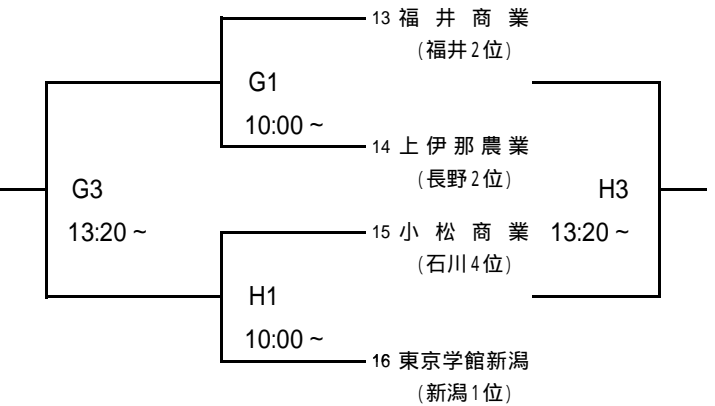 13 福井商業
(福井2位)
G1
10:00 ~
14 上伊那農業
(長野2位)
G3
H3
13:20 ~
15 小松商業
13:20 ~
(石川4位)
H1
10:00 ~
16 東京学館新潟
(新潟1位)